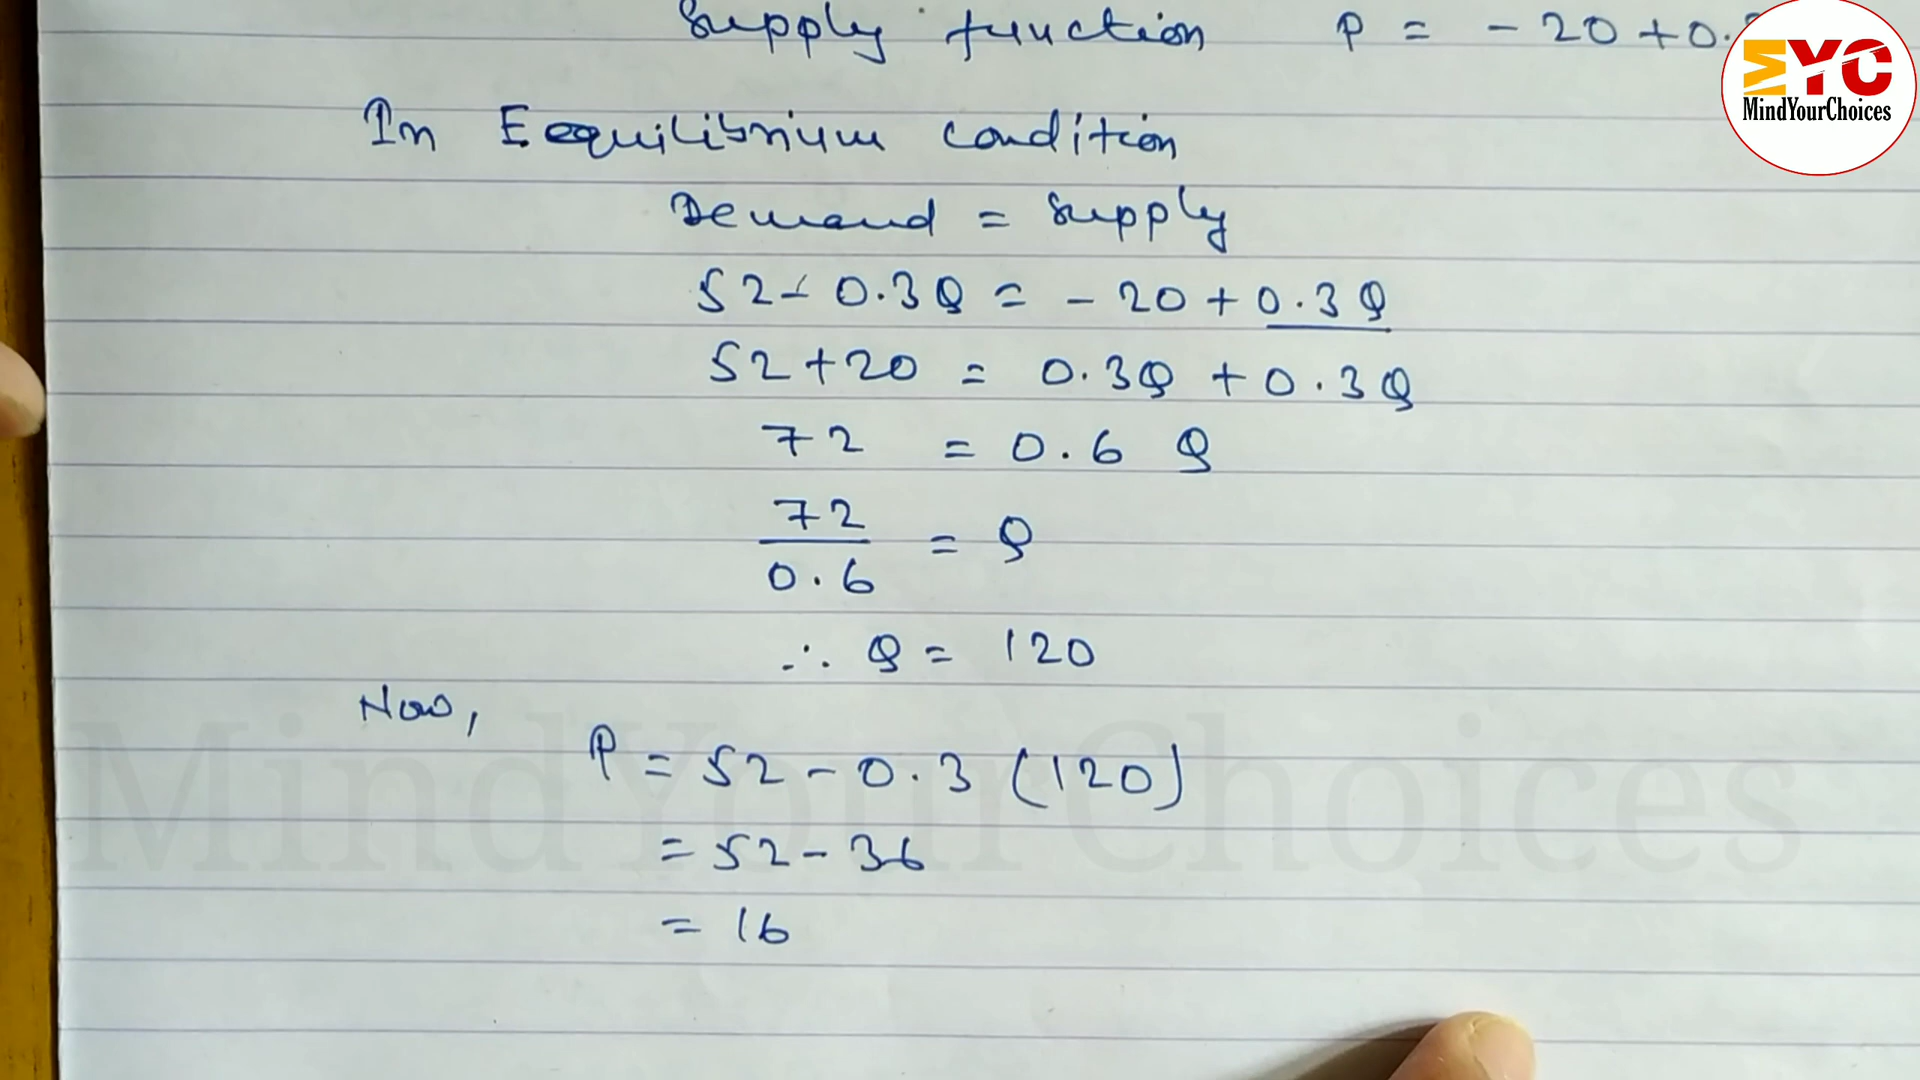 Supply function P = - 20 + 0.
MYC
MindYourChoices
In Eequilibrium condition
Demand = Supply
52 - 0.3Q = - 20 + 0.3Q
52 + 20 = 0.3Q + 0.3Q
72 = 0.6 Q
72
0.6 = Q
∴ Q = 120
Now,
P = 52 - 0.3 (120)
= 52 - 36
= 16
MindYourChoices